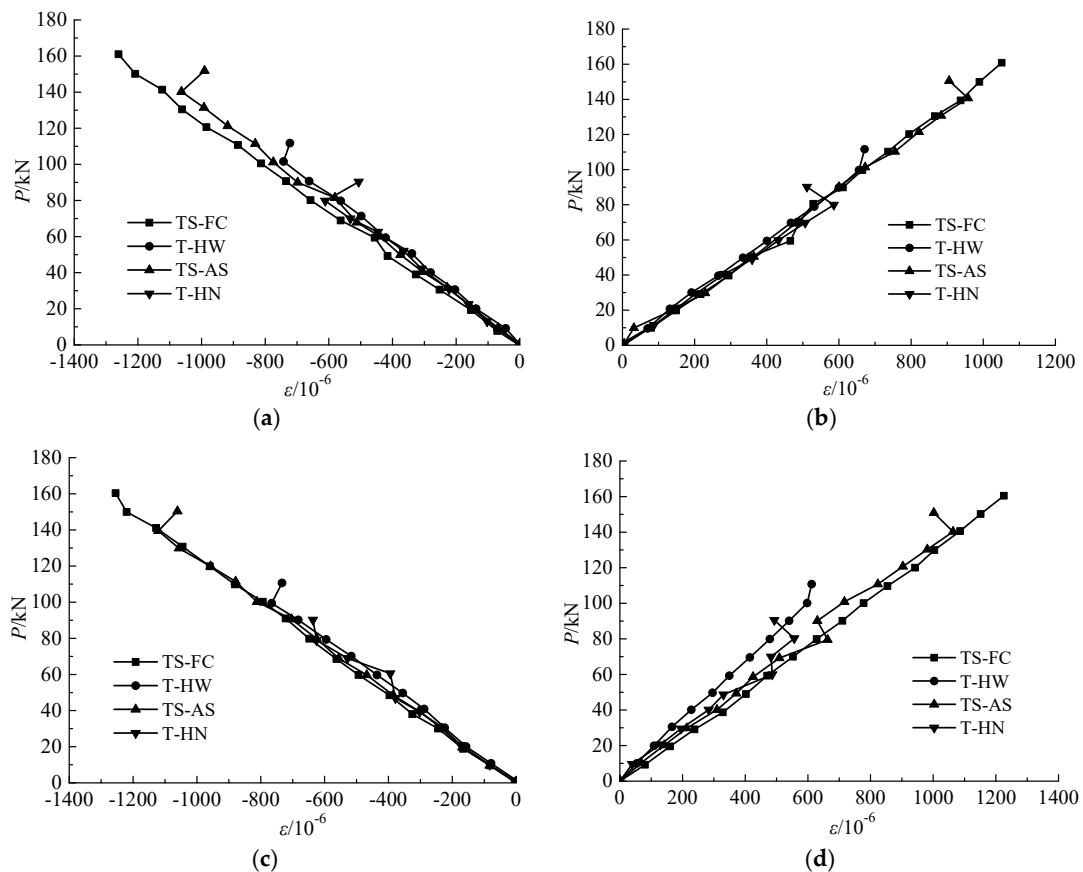 180
160
140
120
100
80
60
40
20
0
P/kN
TS-FC
T-HW
TS-AS
T-HN
-1400 -1200 -1000 -800 -600 -400 -200 0
ε/10⁻⁶
(a)
180
160
140
120
100
80
60
40
20
0
P/kN
TS-FC
T-HW
TS-AS
T-HN
0 200 400 600 800 1000 1200
ε/10⁻⁶
(b)
180
160
140
120
100
80
60
40
20
0
P/kN
TS-FC
T-HW
TS-AS
T-HN
-1400 -1200 -1000 -800 -600 -400 -200 0
ε/10⁻⁶
(c)
180
160
140
120
100
80
60
40
20
0
P/kN
TS-FC
T-HW
TS-AS
T-HN
0 200 400 600 800 1000 1200 1400
ε/10⁻⁶
(d)